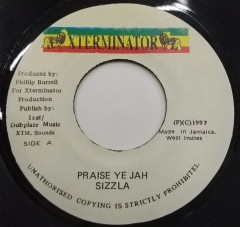 XTERMINATOR
Produced by:
Phillip Burrell
For Xterminator
Production
Publish by:
Ixat/
Dubplate Music
XTM. Sounds
SIDE A
(P)(C)1997
Made in Jamaica.
West Indies
PRAISE YE JAH
SIZZLA
UNAUTHORISED COPYING IS STRICTLY PROHIBITEL